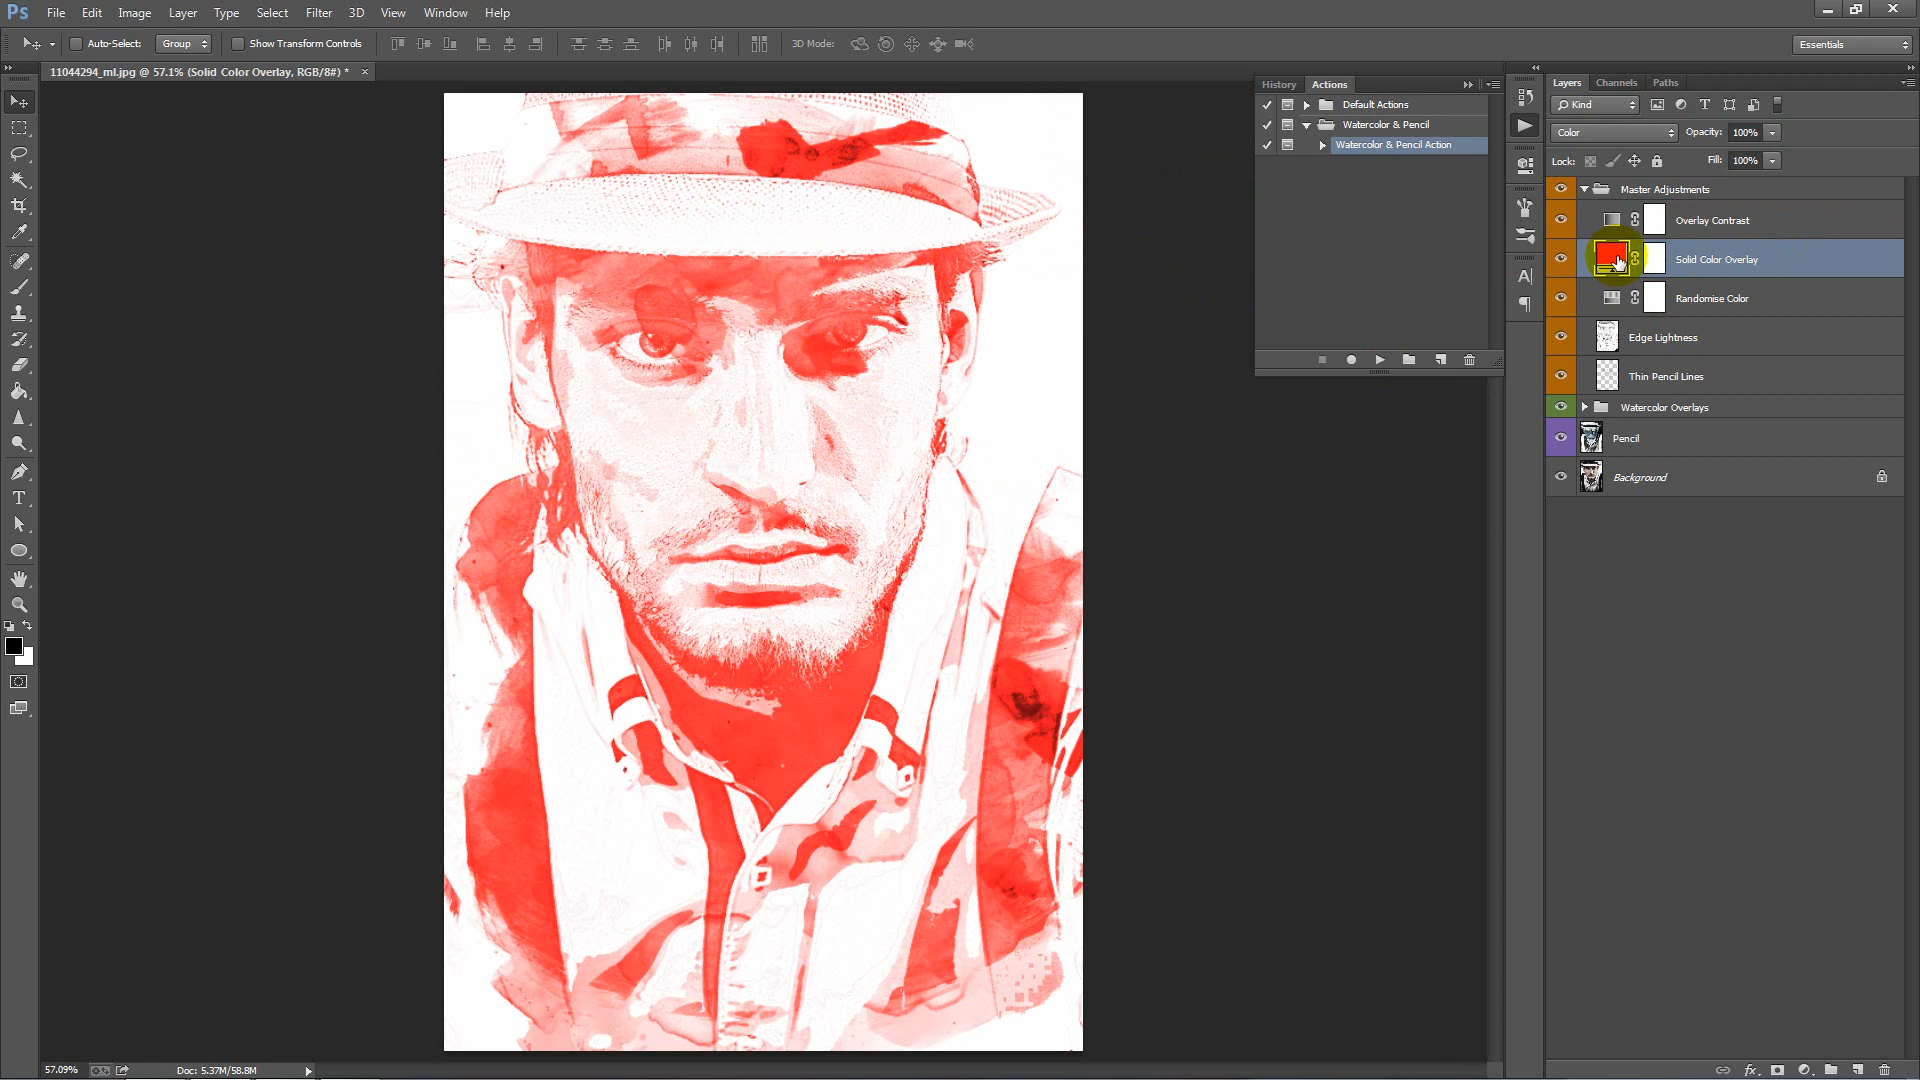 Ps File Edit Image Layer Type Select Filter 3D View Window Help
Auto-Select: Group Show Transform Controls 3D Mode: Essentials
11044294_ml.jpg @ 57.1% (Solid Color Overlay, RGB/8#) * ×
History Actions
Default Actions
Watercolor & Pencil
Watercolor & Pencil Action
Layers Channels Paths
Kind
Color Opacity: 100%
Lock: Fill: 100%
Master Adjustments
Overlay Contrast
Solid Color Overlay
Randomise Color
Edge Lightness
Thin Pencil Lines
Watercolor Overlays
Pencil
Background
57.09% Doc: 5.37M/58.8M